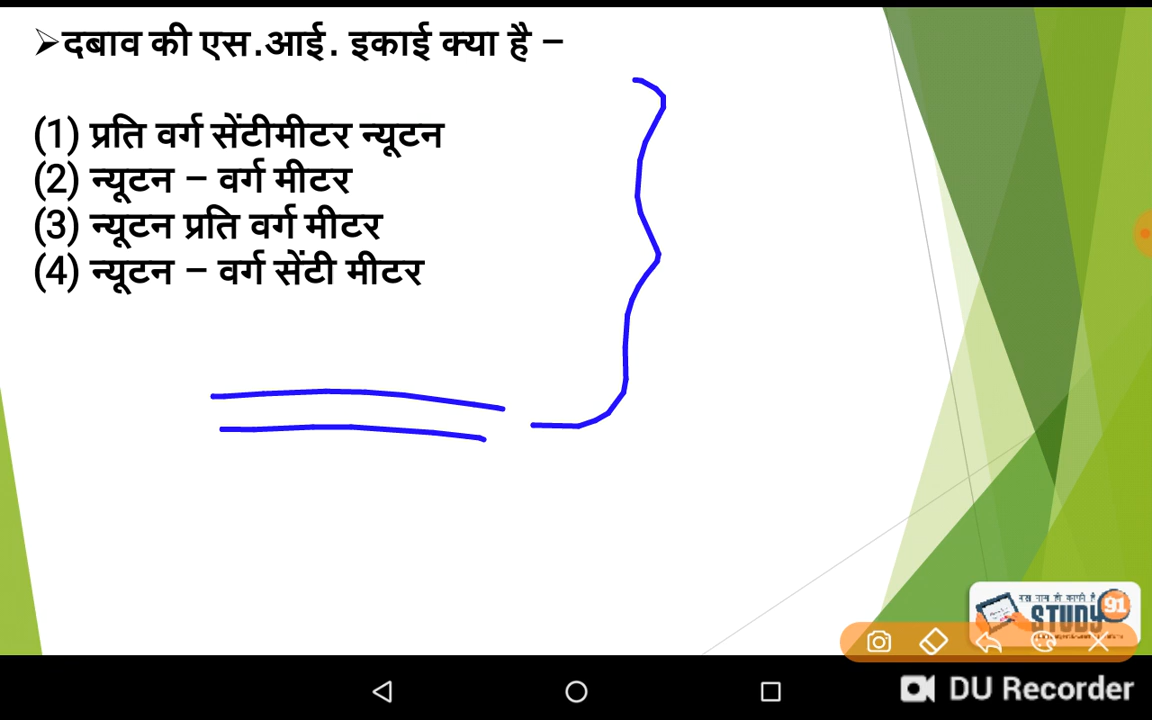 ➢दबाव की एस.आई. इकाई क्या है –
(1) प्रति वर्ग सेंटीमीटर न्यूटन
(2) न्यूटन – वर्ग मीटर
(3) न्यूटन प्रति वर्ग मीटर
(4) न्यूटन – वर्ग सेंटी मीटर
91
STUDY
DU Recorder